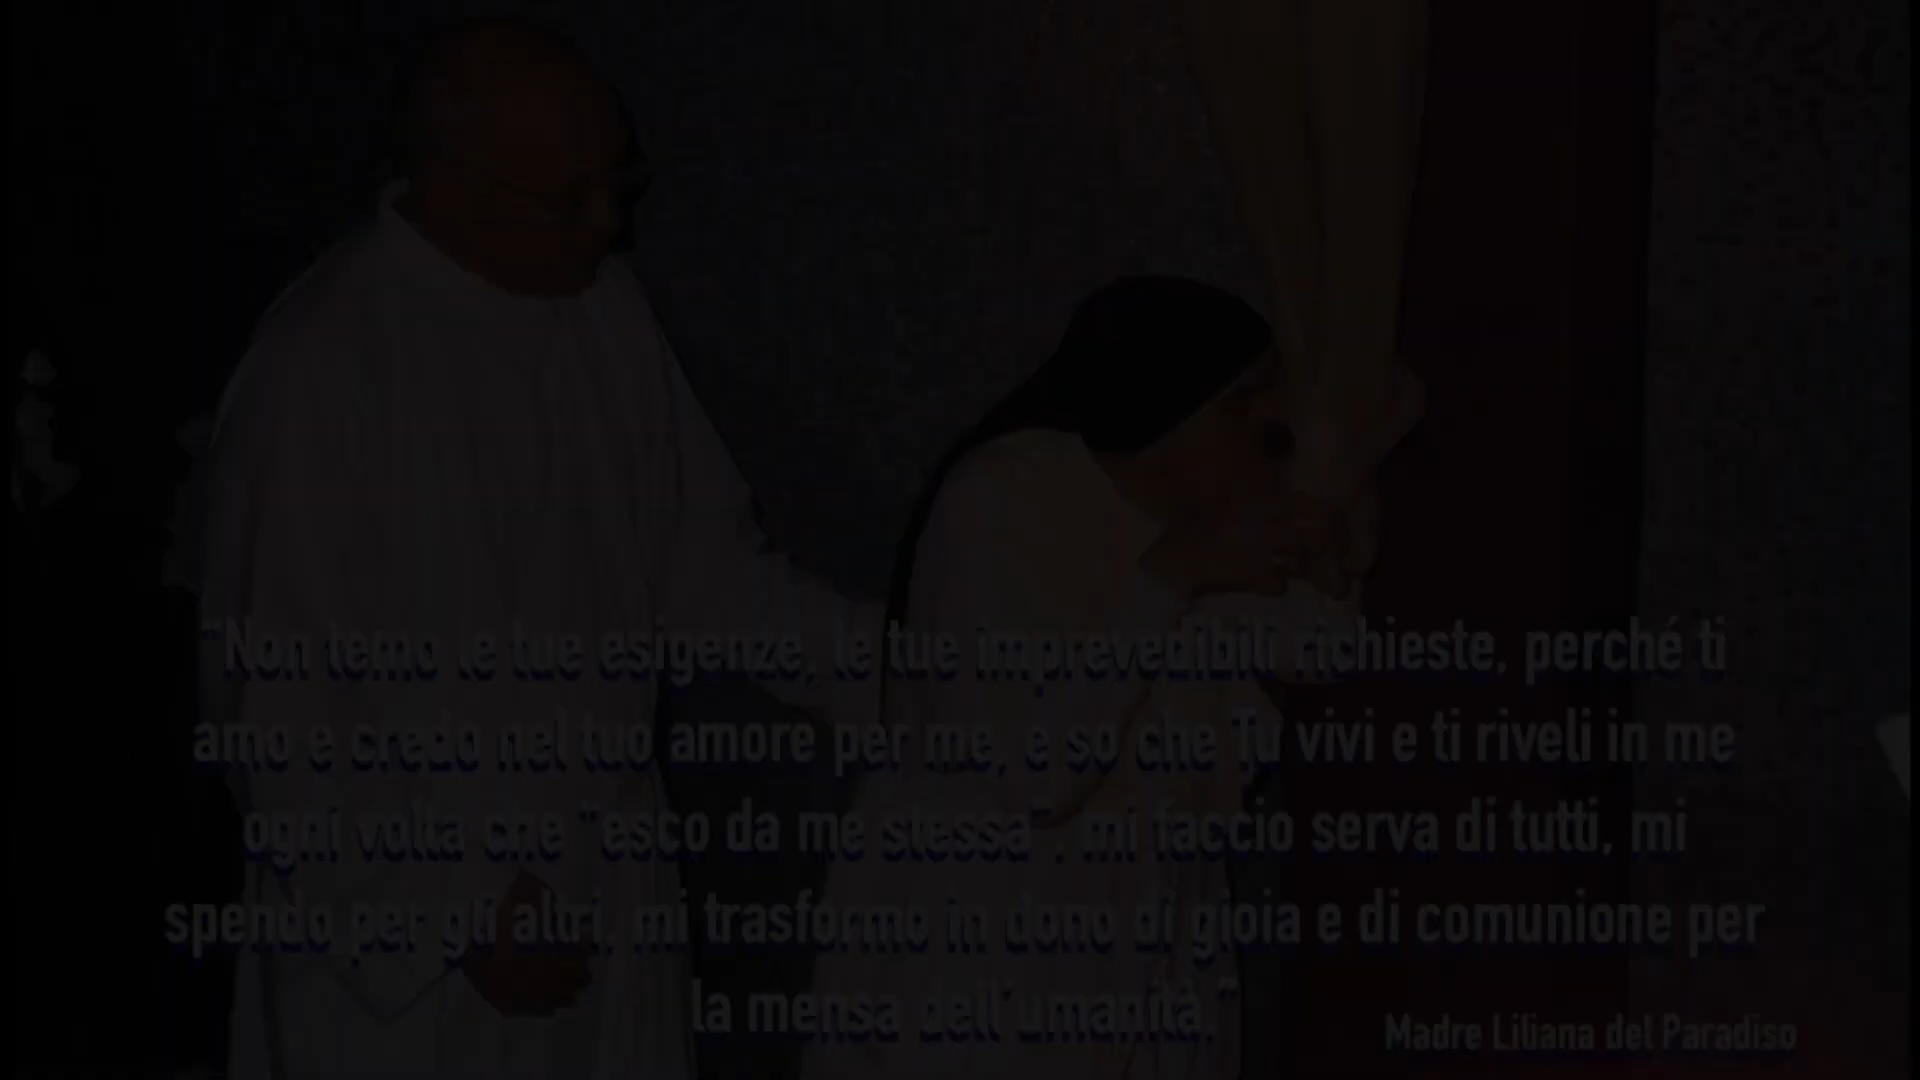 "Non temo le tue esigenze, le tue imprevedibili richieste, perché ti
amo e credo nel tuo amore per me, e so che Tu vivi e ti riveli in me
ogni volta che "esco da me stessa", mi faccio serva di tutti, mi
spendo per gli altri, mi trasformo in dono di gioia e di comunione per
la mensa dell'umanità."
Madre Liliana del Paradiso